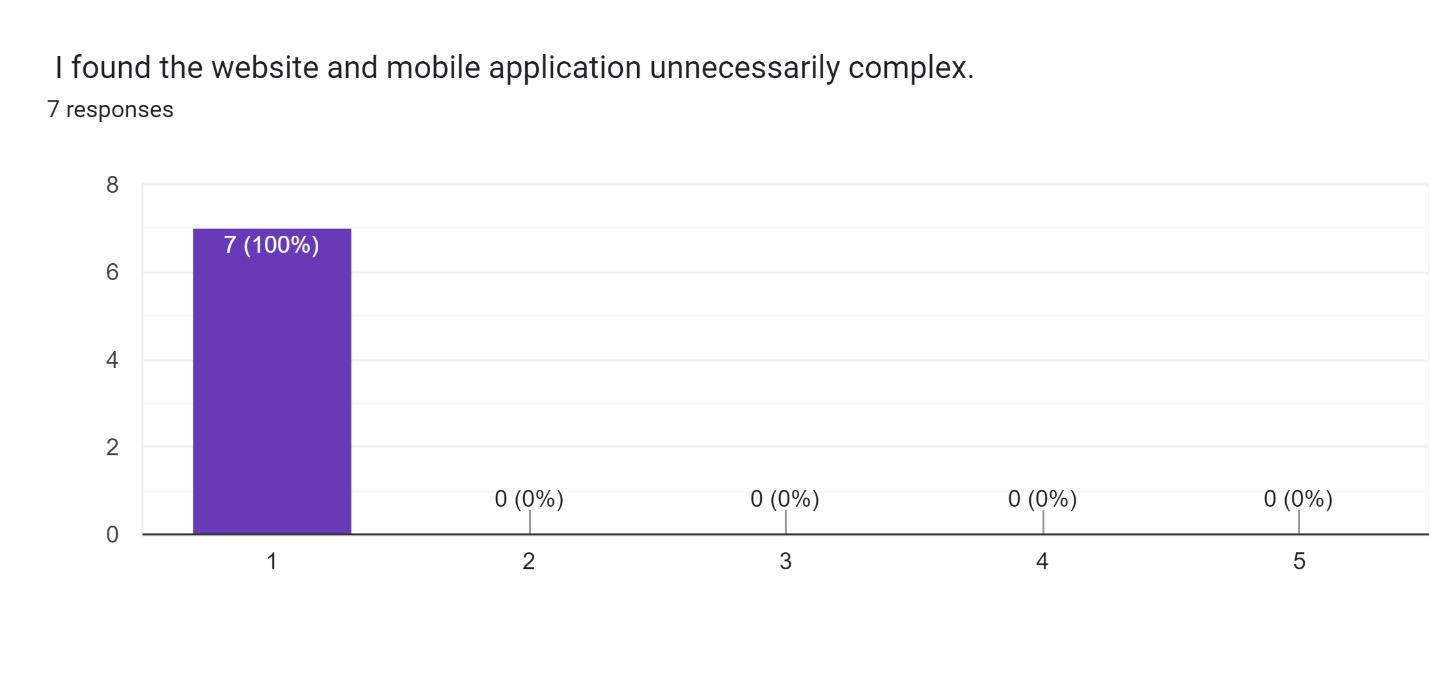 I found the website and mobile application unnecessarily complex.
7 responses
8
7 (100%)
6
4
2
0 (0%) 0 (0%) 0 (0%) 0 (0%)
0
1 2 3 4 5